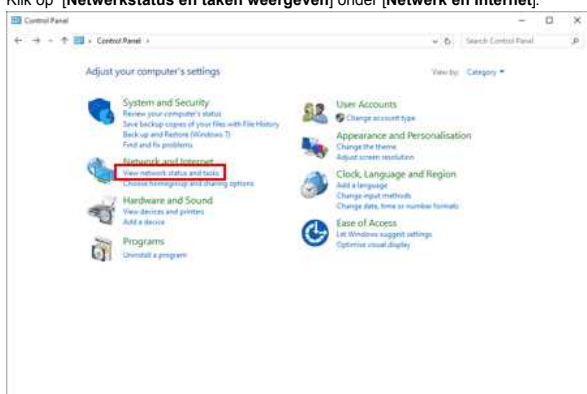 Klik op [Netwerkstatus en taken weergeven] onder [Netwerk en Internet].
Control Panel
Control Panel
Search Control Panel
Adjust your computer's settings
View by: Category
System and Security
Review your computer's status
Save backup copies of your files with File History
Back up and Restore (Windows 7)
Find and fix problems
Network and Internet
View network status and tasks
Choose homegroup and sharing options
Hardware and Sound
View devices and printers
Add a device
Programs
Uninstall a program
User Accounts
Change account type
Appearance and Personalisation
Change the theme
Adjust screen resolution
Clock, Language and Region
Add a language
Change input methods
Change date, time or number formats
Ease of Access
Let Windows suggest settings
Optimise visual display